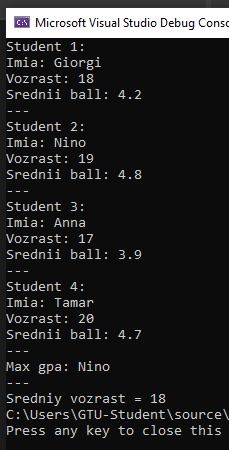 Microsoft Visual Studio Debug Conso
Student 1:
Imia: Giorgi
Vozrast: 18
Srednii ball: 4.2
---
Student 2:
Imia: Nino
Vozrast: 19
Srednii ball: 4.8
---
Student 3:
Imia: Anna
Vozrast: 17
Srednii ball: 3.9
---
Student 4:
Imia: Tamar
Vozrast: 20
Srednii ball: 4.7
---
Max gpa: Nino
---
Sredniy vozrast = 18
C:\Users\GTU-Student\source\
Press any key to close this